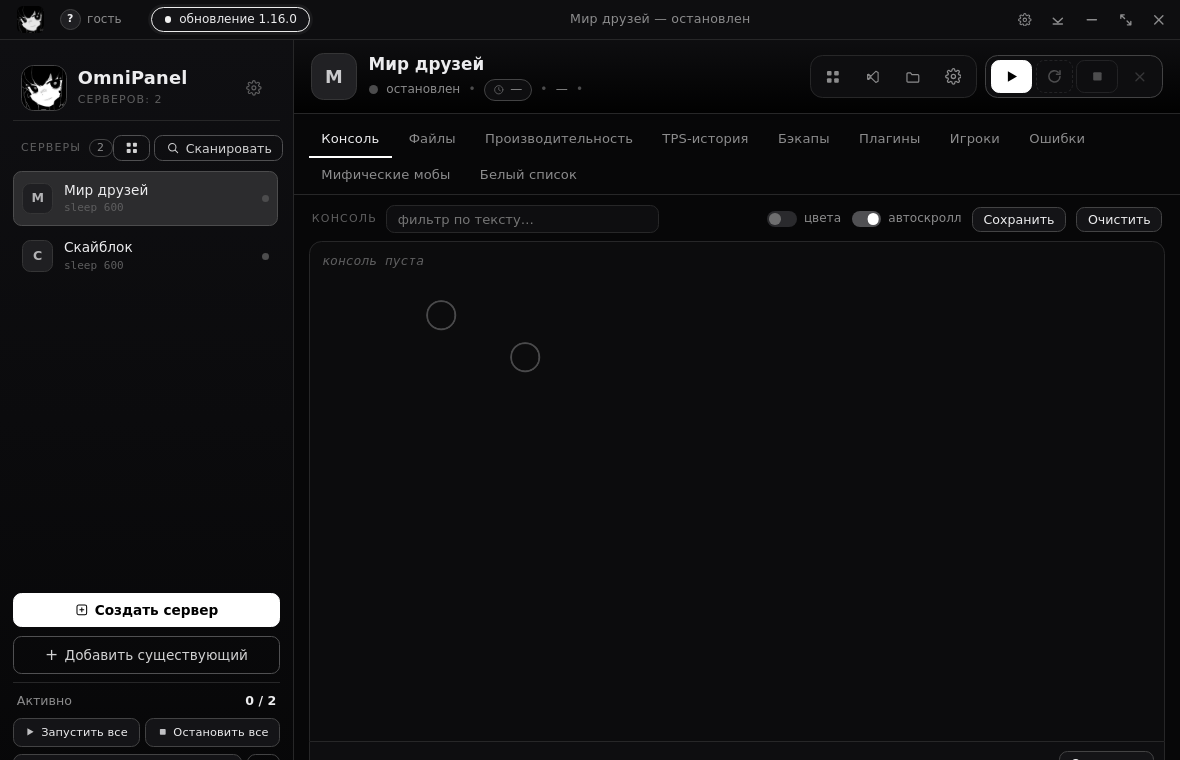 ? гость
обновление 1.16.0
Мир друзей — остановлен
OmniPanel
СЕРВЕРОВ: 2
СЕРВЕРЫ 2
Сканировать
М
Мир друзей
sleep 600
С
Скайблок
sleep 600
Создать сервер
+ Добавить существующий
Активно 0 / 2
Запустить все
Остановить все
М
Мир друзей
остановлен • — • — •
Консоль Файлы Производительность TPS-история Бэкапы Плагины Игроки Ошибки
Мифические мобы Белый список
КОНСОЛЬ фильтр по тексту... цвета автоскролл Сохранить Очистить
консоль пуста